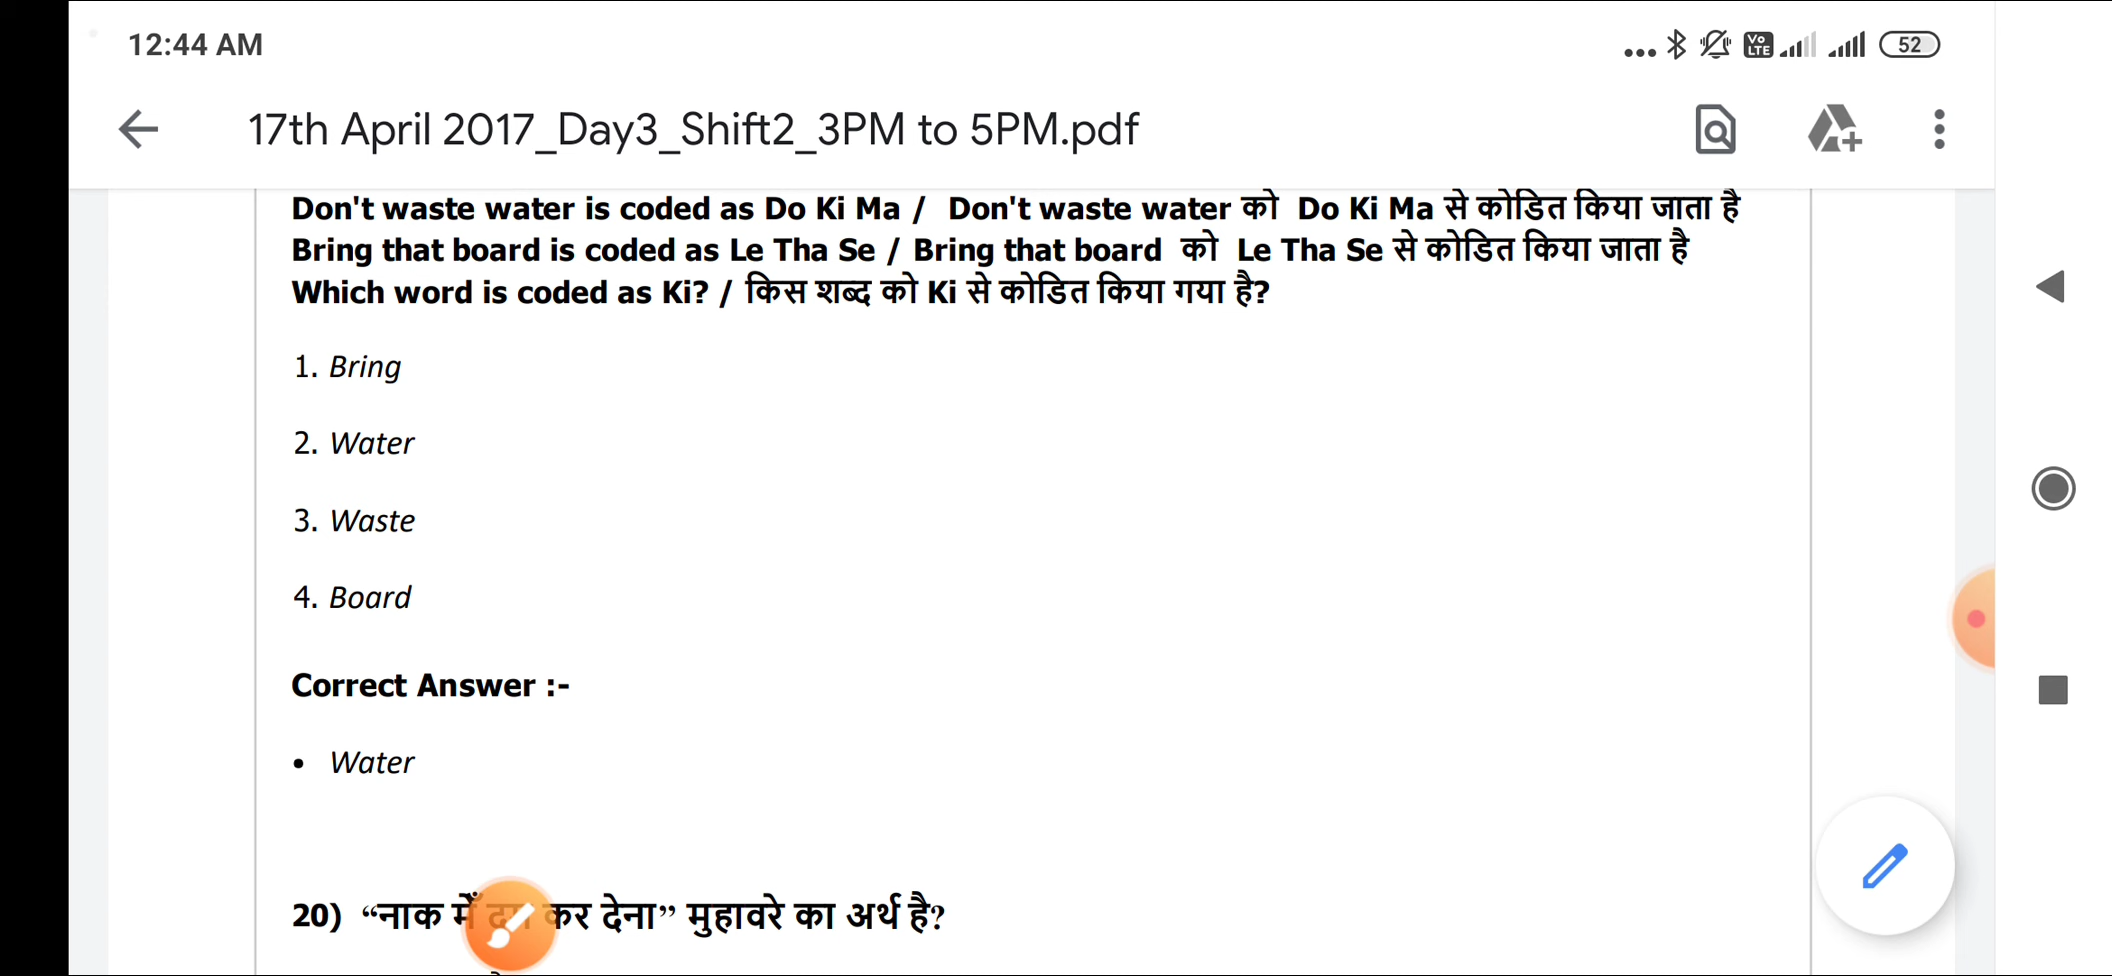 12:44 AM
Vo LTE
52
17th April 2017_Day3_Shift2_3PM to 5PM.pdf
Don't waste water is coded as Do Ki Ma / Don't waste water को Do Ki Ma से कोडित किया जाता है
Bring that board is coded as Le Tha Se / Bring that board को Le Tha Se से कोडित किया जाता है
Which word is coded as Ki? / किस शब्द को Ki से कोडित किया गया है?
1. Bring
2. Water
3. Waste
4. Board
Correct Answer :-
• Water
20) “नाक में कर देना” मुहावरे का अर्थ है?